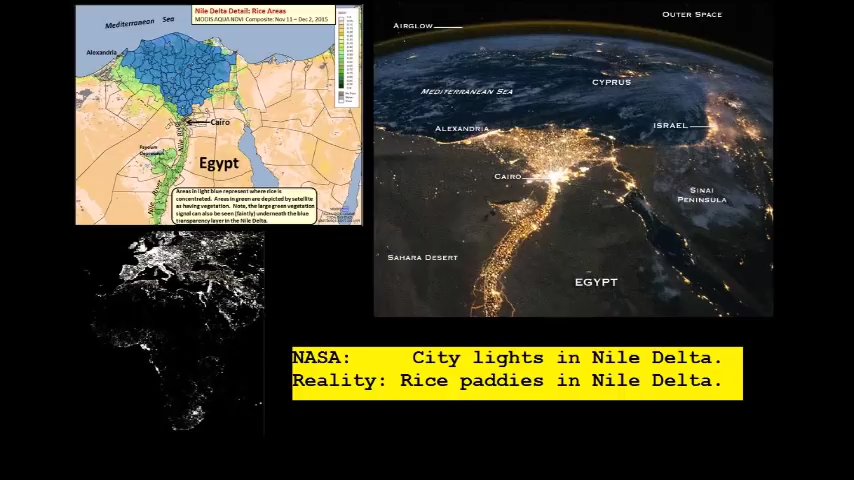 Nile Delta Detail: Rice Areas
MODIS AQUA NDVI Composite: Nov 11 – Dec 2, 2015
Mediterranean Sea
Alexandria
Cairo
Fayoum
Depression
Egypt
Areas in light blue represent where rice is
concentrated. Areas in green are depicted by satellite
as having vegetation. Note, the large green vegetation
signal can also be seen (faintly) underneath the blue
transparency layer in the Nile Delta.
AIRGLOW
OUTER SPACE
CYPRUS
MEDITERRANEAN SEA
ALEXANDRIA
ISRAEL
CAIRO
SINAI
PENINSULA
SAHARA DESERT
EGYPT
NASA: City lights in Nile Delta.
Reality: Rice paddies in Nile Delta.